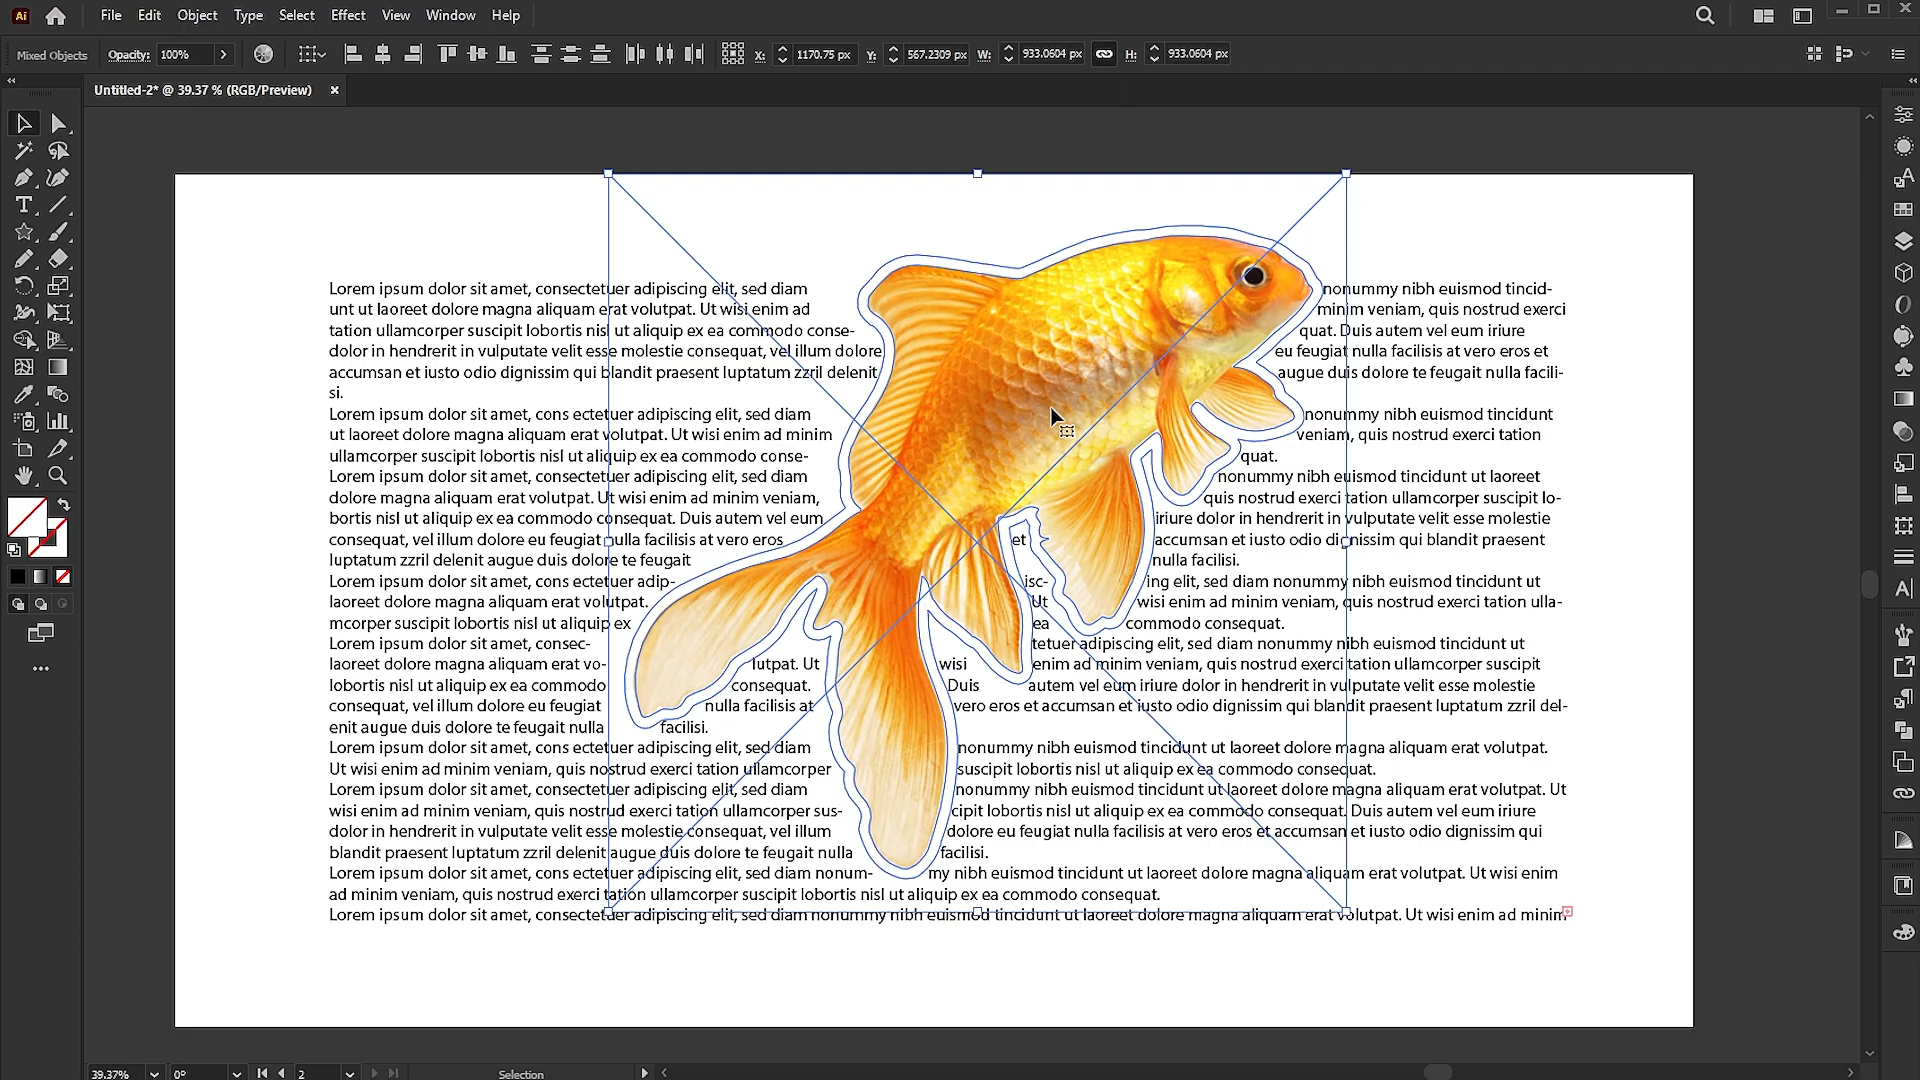 Ai File Edit Object Type Select Effect View Window Help
Mixed Objects Opacity: 100% X: 1170.75 px Y: 567.2309 px W: 933.0604 px H: 933.0604 px
Untitled-2* @ 39.37 % (RGB/Preview)
Lorem ipsum dolor sit amet, consectetuer adipiscing elit, sed diam nonummy nibh euismod tincid-
unt ut laoreet dolore magna aliquam erat volutpat. Ut wisi enim ad minim veniam, quis nostrud exerci
tation ullamcorper suscipit lobortis nisl ut aliquip ex ea commodo conse- quat. Duis autem vel eum iriure
dolor in hendrerit in vulputate velit esse molestie consequat, vel illum dolore eu feugiat nulla facilisis at vero eros et
accumsan et iusto odio dignissim qui blandit praesent luptatum zzril delenit augue duis dolore te feugait nulla facili-
si.
Lorem ipsum dolor sit amet, cons ectetuer adipiscing elit, sed diam nonummy nibh euismod tincidunt
ut laoreet dolore magna aliquam erat volutpat. Ut wisi enim ad minim veniam, quis nostrud exerci tation
ullamcorper suscipit lobortis nisl ut aliquip ex ea commodo conse- quat.
Lorem ipsum dolor sit amet, consectetuer adipiscing elit, sed diam nonummy nibh euismod tincidunt ut laoreet
dolore magna aliquam erat volutpat. Ut wisi enim ad minim veniam, quis nostrud exerci tation ullamcorper suscipit lo-
bortis nisl ut aliquip ex ea commodo consequat. Duis autem vel eum iriure dolor in hendrerit in vulputate velit esse molestie
consequat, vel illum dolore eu feugiat nulla facilisis at vero eros et accumsan et iusto odio dignissim qui blandit praesent
luptatum zzril delenit augue duis dolore te feugait nulla facilisi.
Lorem ipsum dolor sit amet, cons ectetuer adip- isc- ing elit, sed diam nonummy nibh euismod tincidunt ut
laoreet dolore magna aliquam erat volutpat. Ut wisi enim ad minim veniam, quis nostrud exerci tation ulla-
mcorper suscipit lobortis nisl ut aliquip ex ea commodo consequat.
Lorem ipsum dolor sit amet, consec- tetuer adipiscing elit, sed diam nonummy nibh euismod tincidunt ut
laoreet dolore magna aliquam erat vo- lutpat. Ut wisi enim ad minim veniam, quis nostrud exerci tation ullamcorper suscipit
lobortis nisl ut aliquip ex ea commodo consequat. Duis autem vel eum iriure dolor in hendrerit in vulputate velit esse molestie
consequat, vel illum dolore eu feugiat nulla facilisis at vero eros et accumsan et iusto odio dignissim qui blandit praesent luptatum zzril del-
enit augue duis dolore te feugait nulla facilisi.
Lorem ipsum dolor sit amet, cons ectetuer adipiscing elit, sed diam nonummy nibh euismod tincidunt ut laoreet dolore magna aliquam erat volutpat.
Ut wisi enim ad minim veniam, quis nostrud exerci tation ullamcorper suscipit lobortis nisl ut aliquip ex ea commodo consequat.
Lorem ipsum dolor sit amet, consectetuer adipiscing elit, sed diam nonummy nibh euismod tincidunt ut laoreet dolore magna aliquam erat volutpat. Ut
wisi enim ad minim veniam, quis nostrud exerci tation ullamcorper sus- cipit lobortis nisl ut aliquip ex ea commodo consequat. Duis autem vel eum iriure
dolor in hendrerit in vulputate velit esse molestie consequat, vel illum dolore eu feugiat nulla facilisis at vero eros et accumsan et iusto odio dignissim qui
blandit praesent luptatum zzril delenit augue duis dolore te feugait nulla facilisi.
Lorem ipsum dolor sit amet, cons ectetuer adipiscing elit, sed diam nonum- my nibh euismod tincidunt ut laoreet dolore magna aliquam erat volutpat. Ut wisi enim
ad minim veniam, quis nostrud exerci tation ullamcorper suscipit lobortis nisl ut aliquip ex ea commodo consequat.
Lorem ipsum dolor sit amet, consectetuer adipiscing elit, sed diam nonummy nibh euismod tincidunt ut laoreet dolore magna aliquam erat volutpat. Ut wisi enim ad minim
39.37% 0° 2 Selection